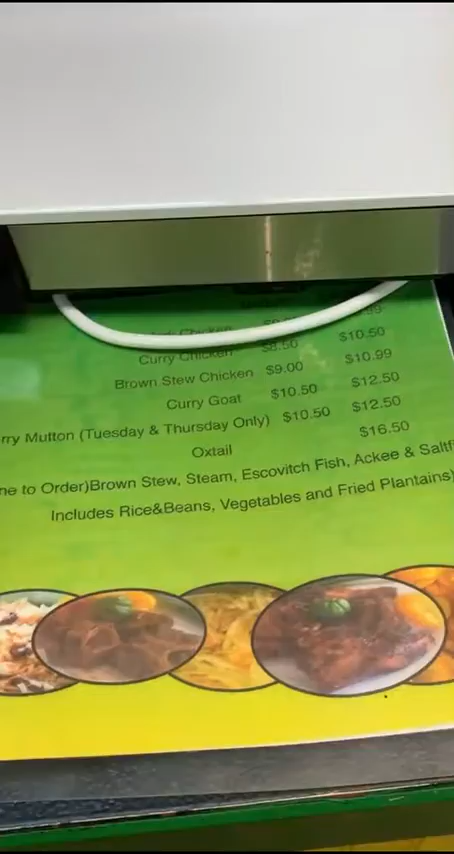 Chicken
Curry Chicken $8.50 $10.50
Brown Stew Chicken $9.00 $10.99
Curry Goat $10.50 $12.50
rry Mutton (Tuesday & Thursday Only) $10.50 $12.50
Oxtail $16.50
ne to Order)Brown Stew, Steam, Escovitch Fish, Ackee & Saltf
Includes Rice&Beans, Vegetables and Fried Plantains)